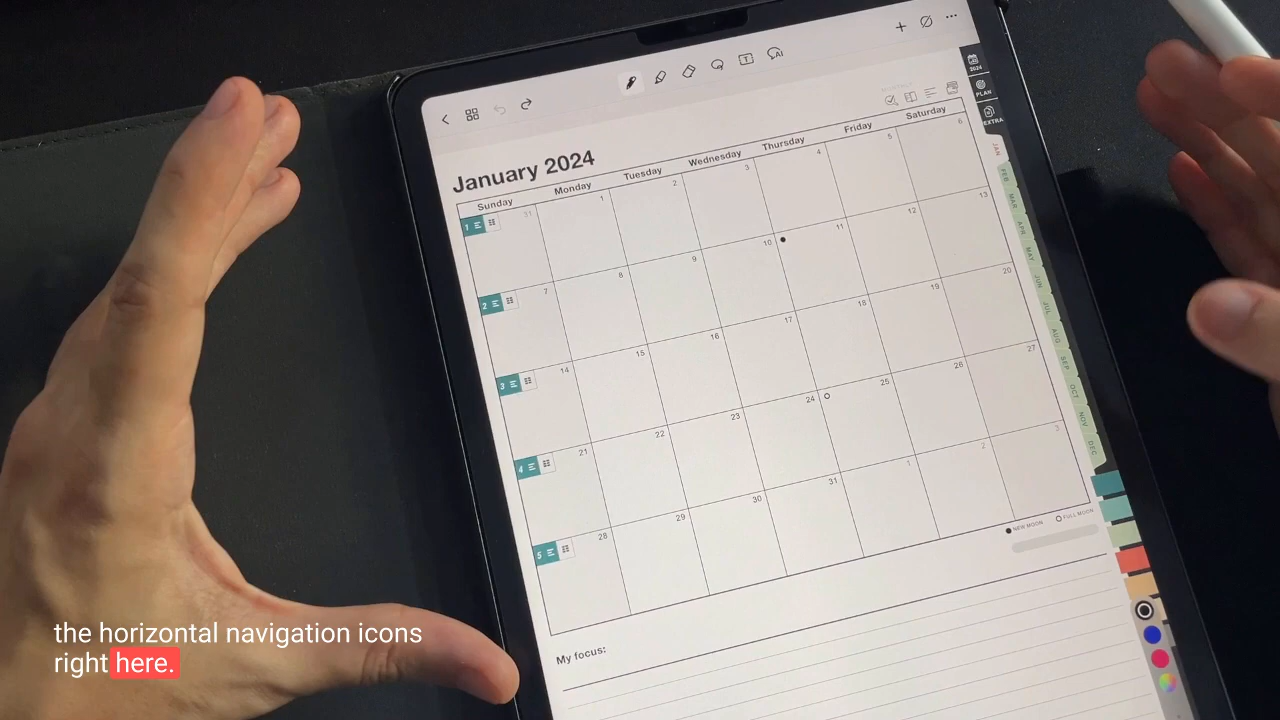 T
AI
2024
PLAN
EXTRA
January 2024
Sunday Monday Tuesday Wednesday Thursday Friday Saturday
1 31 1 2 3 4 5 6
2 7 8 9 10 11 12 13
3 14 15 16 17 18 19 20
4 21 22 23 24 25 26 27
5 28 29 30 31 1 2 3
JAN
FEB
MAR
APR
MAY
JUN
JUL
AUG
SEP
OCT
NOV
DEC
NEW MOON FULL MOON
My focus:
the horizontal navigation icons
right here.